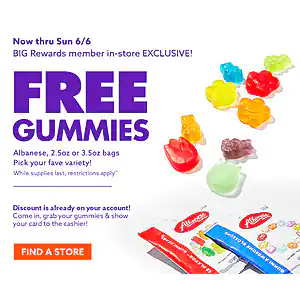 Now thru Sun 6/6
BIG Rewards member in-store EXCLUSIVE!
FREE
GUMMIES
Albanese, 2.5oz or 3.5oz bags
Pick your fave variety!
While supplies last, restrictions apply**
Discount is already on your account!
Come in, grab your gummies & show
your card to the cashier!
FIND A STORE
Albanese
Albanese